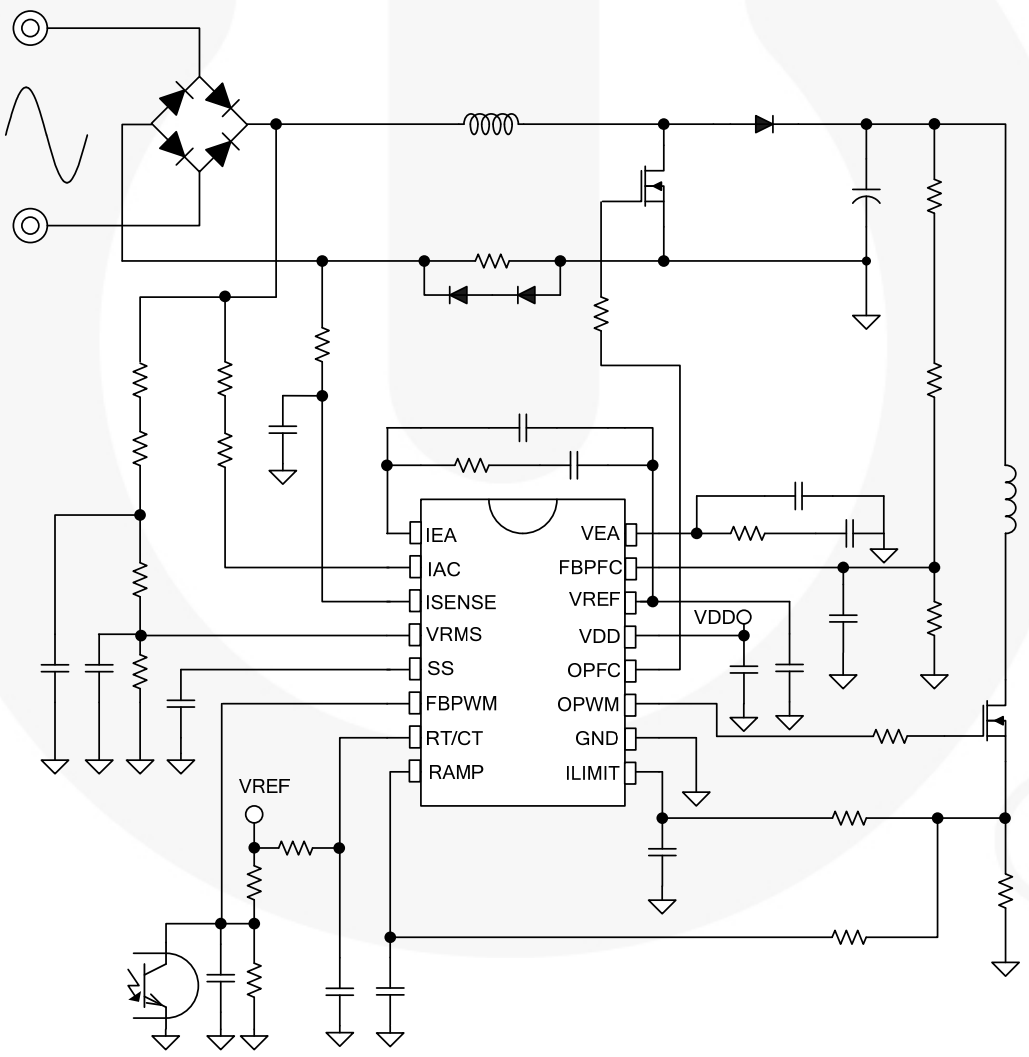 IEA
VEA
IAC
FBPFC
ISENSE
VREF
VDD
VRMS
VDD
SS
OPFC
FBPWM
OPWM
RT/CT
GND
RAMP
ILIMIT
VREF